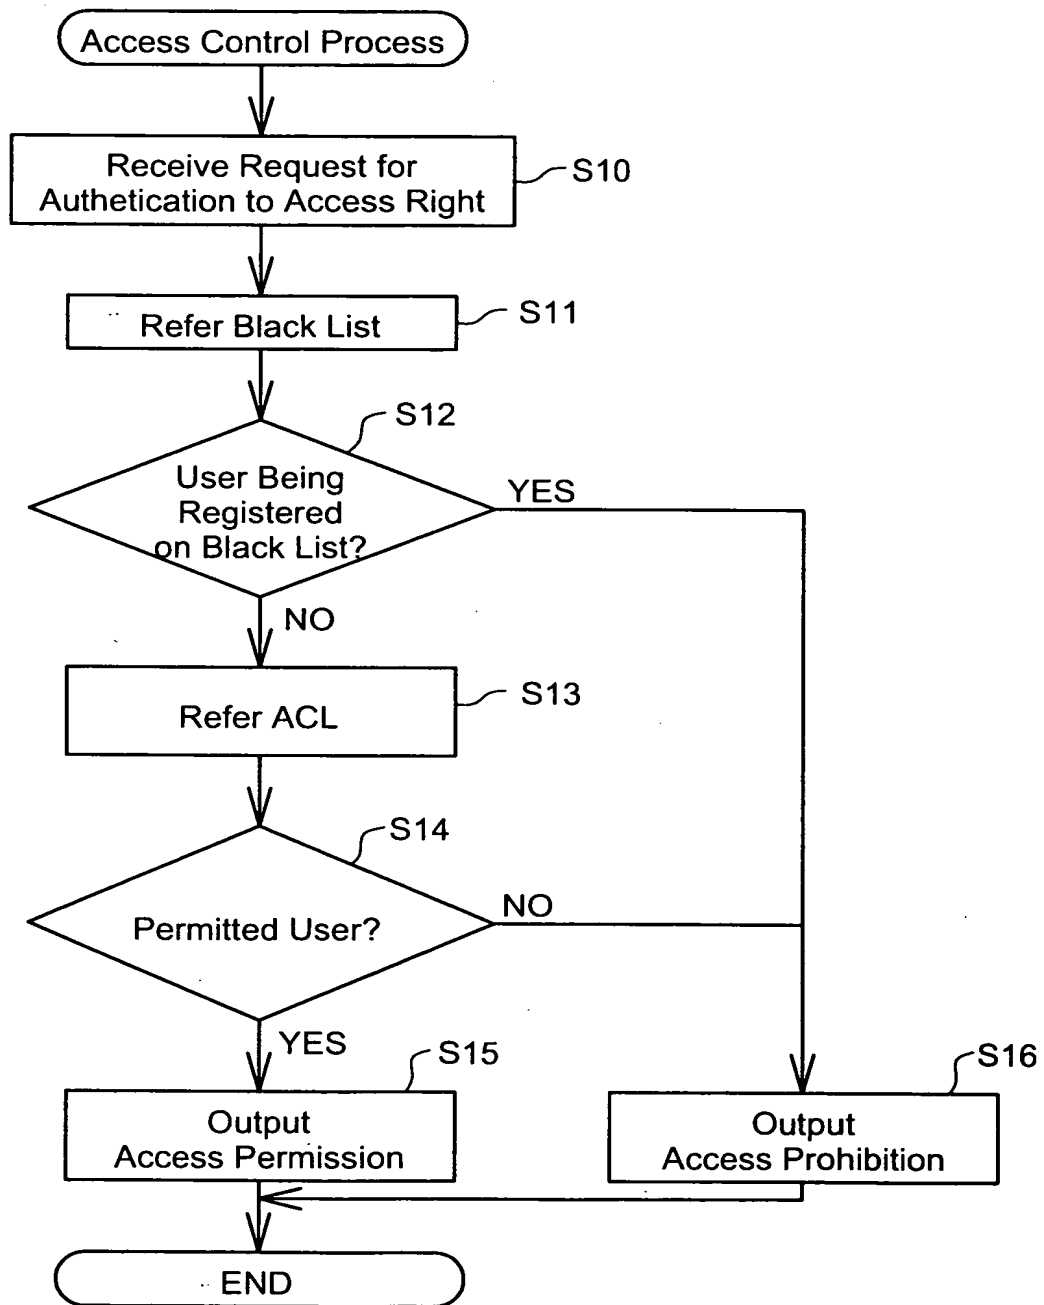 Access Control Process
Receive Request for
Authetication to Access Right
S10
Refer Black List
S11
S12
User Being
Registered
on Black List?
YES
NO
Refer ACL
S13
S14
Permitted User?
NO
YES
S15
Output
Access Permission
S16
Output
Access Prohibition
END